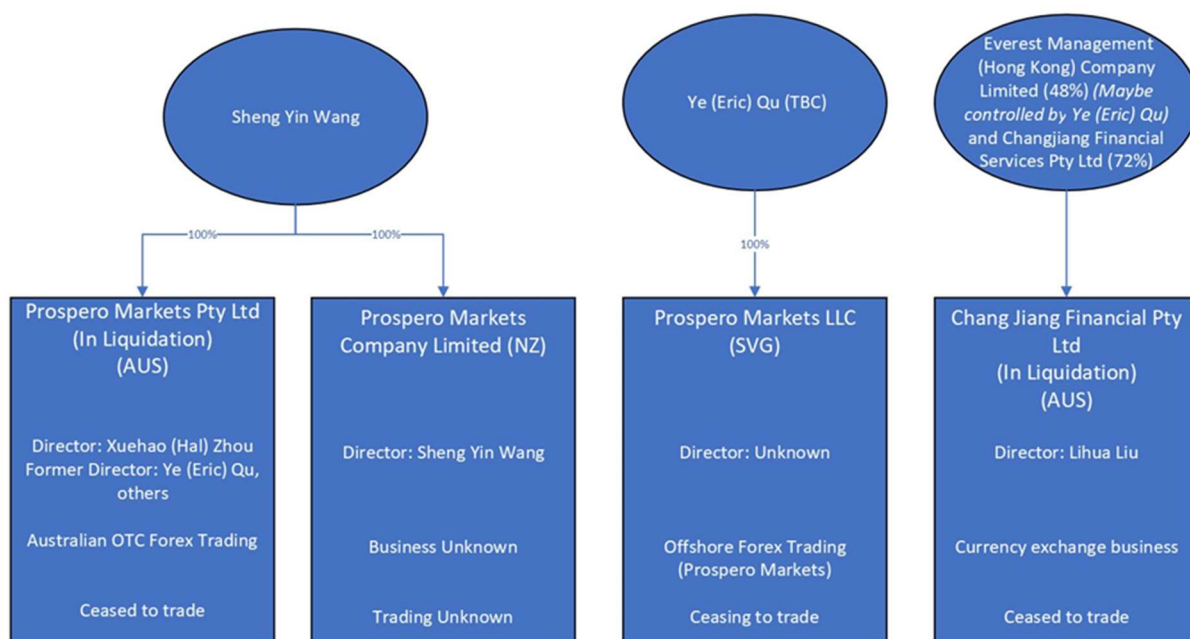 Sheng Yin Wang
Ye (Eric) Qu (TBC)
Everest Management
(Hong Kong) Company
Limited (48%) (Maybe
controlled by Ye (Eric) Qu)
and Changjiang Financial
Services Pty Ltd (72%)
100%
100%
100%
Prospero Markets Pty Ltd
(In Liquidation)
(AUS)
Director: Xuehao (Hal) Zhou
Former Director: Ye (Eric) Qu,
others
Australian OTC Forex Trading
Ceased to trade
Prospero Markets
Company Limited (NZ)
Director: Sheng Yin Wang
Business Unknown
Trading Unknown
Prospero Markets LLC
(SVG)
Director: Unknown
Offshore Forex Trading
(Prospero Markets)
Ceasing to trade
Chang Jiang Financial Pty
Ltd
(In Liquidation)
(AUS)
Director: Lihua Liu
Currency exchange business
Ceased to trade